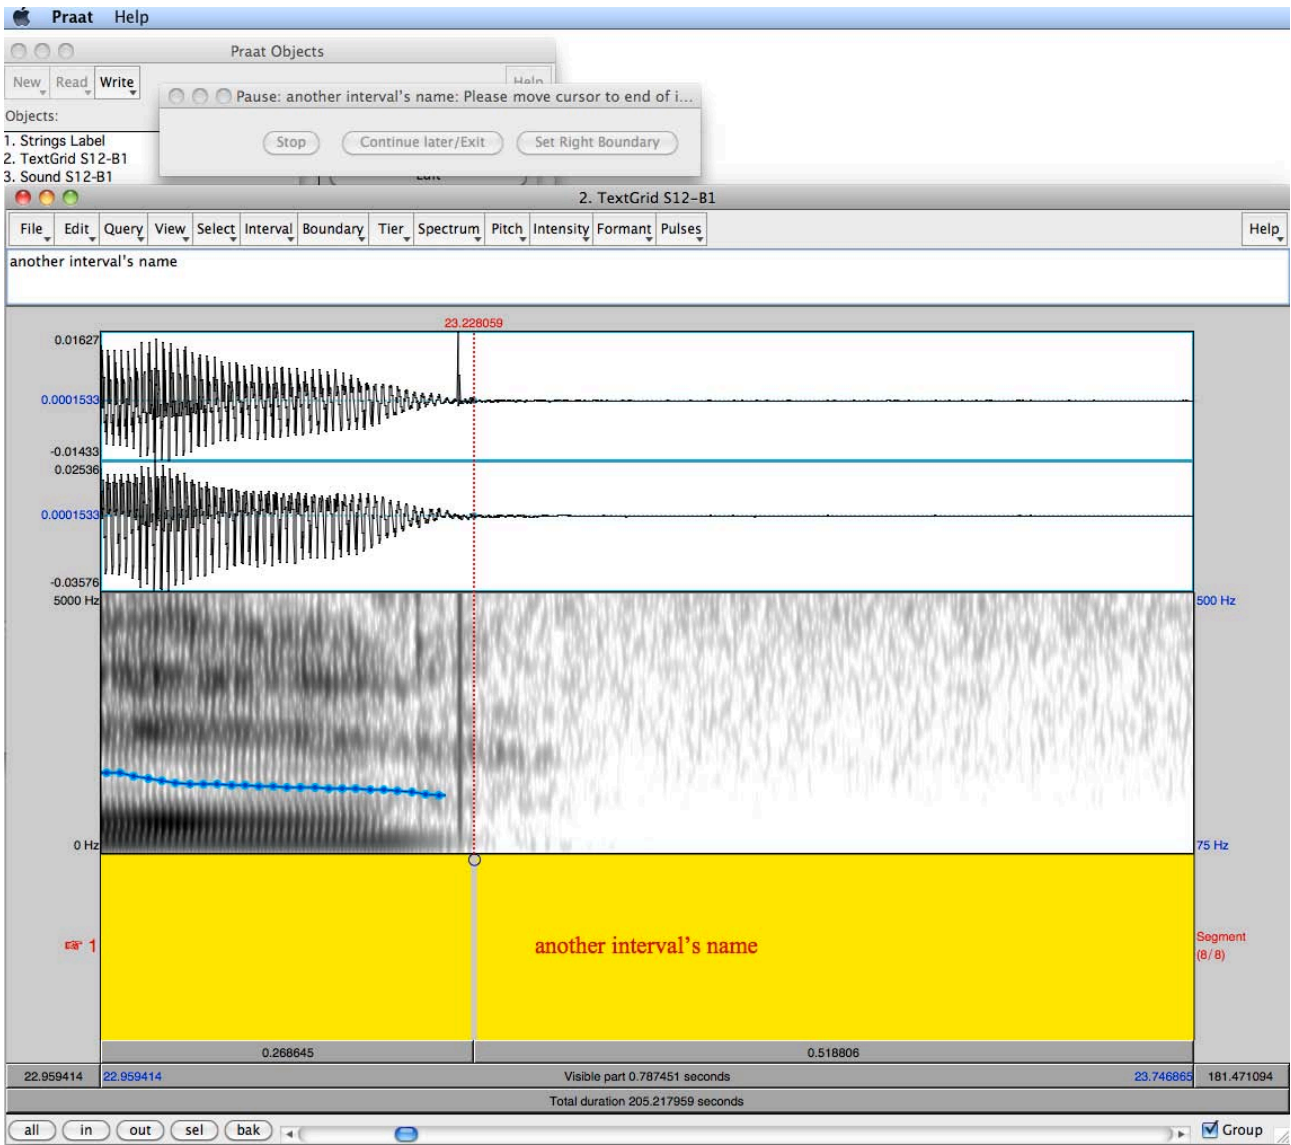 Praat Help
Praat Objects
New Read Write Help
Pause: another interval's name: Please move cursor to end of i...
Objects:
Stop Continue later/Exit Set Right Boundary
1. Strings Label
2. TextGrid S12-B1
3. Sound S12-B1
Edit
2. TextGrid S12-B1
File Edit Query View Select Interval Boundary Tier Spectrum Pitch Intensity Formant Pulses Help
another interval's name
23.228059
0.01627
0.0001533
-0.01433
0.02536
0.0001533
-0.03576
5000 Hz 500 Hz
0 Hz 75 Hz
☞ 1 another interval's name Segment
(8/8)
0.268645 0.518806
22.959414 22.959414 Visible part 0.787451 seconds 23.746865 181.471094
Total duration 205.217959 seconds
all in out sel bak Group